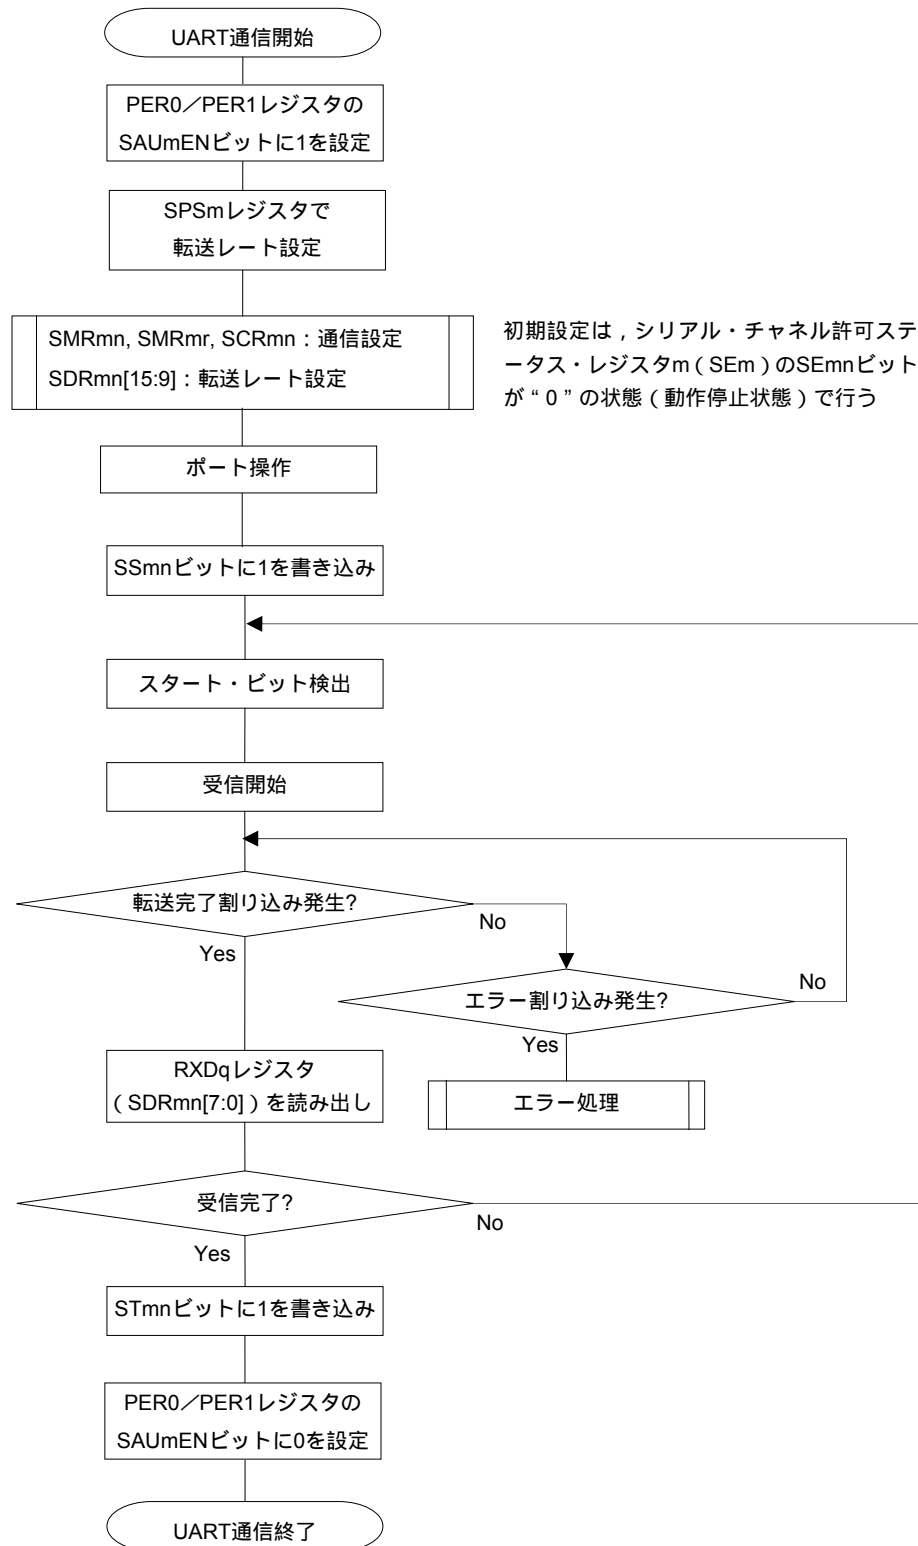 UART通信開始
PER0／PER1レジスタの
SAUmENビットに1を設定
SPSmレジスタで
転送レート設定
SMRmn, SMRmr, SCRmn：通信設定
SDRmn[15:9]：転送レート設定
初期設定は，シリアル・チャネル許可ステ
ータス・レジスタm（SEm）のSEmnビット
が“0”の状態（動作停止状態）で行う
ポート操作
SSmnビットに1を書き込み
スタート・ビット検出
受信開始
転送完了割り込み発生?
No
Yes
エラー割り込み発生?
No
Yes
RXDqレジスタ
（SDRmn[7:0]）を読み出し
エラー処理
受信完了?
No
Yes
STmnビットに1を書き込み
PER0／PER1レジスタの
SAUmENビットに0を設定
UART通信終了